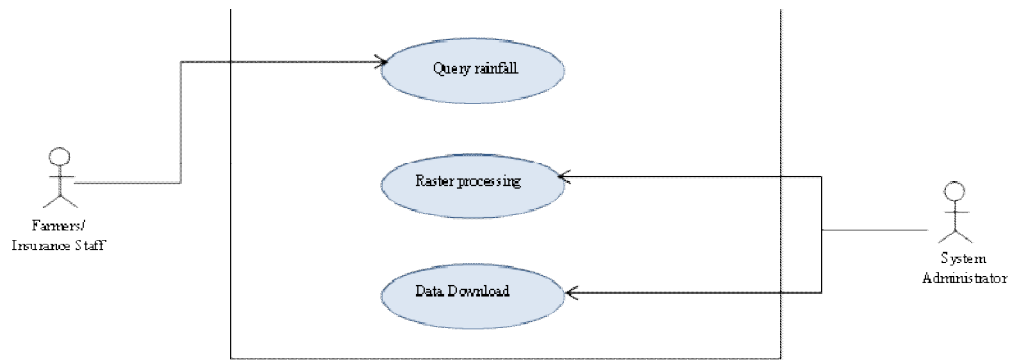 Query rainfall
Raster processing
Farmers/
Insurance Staff
System
Administrator
Data Download